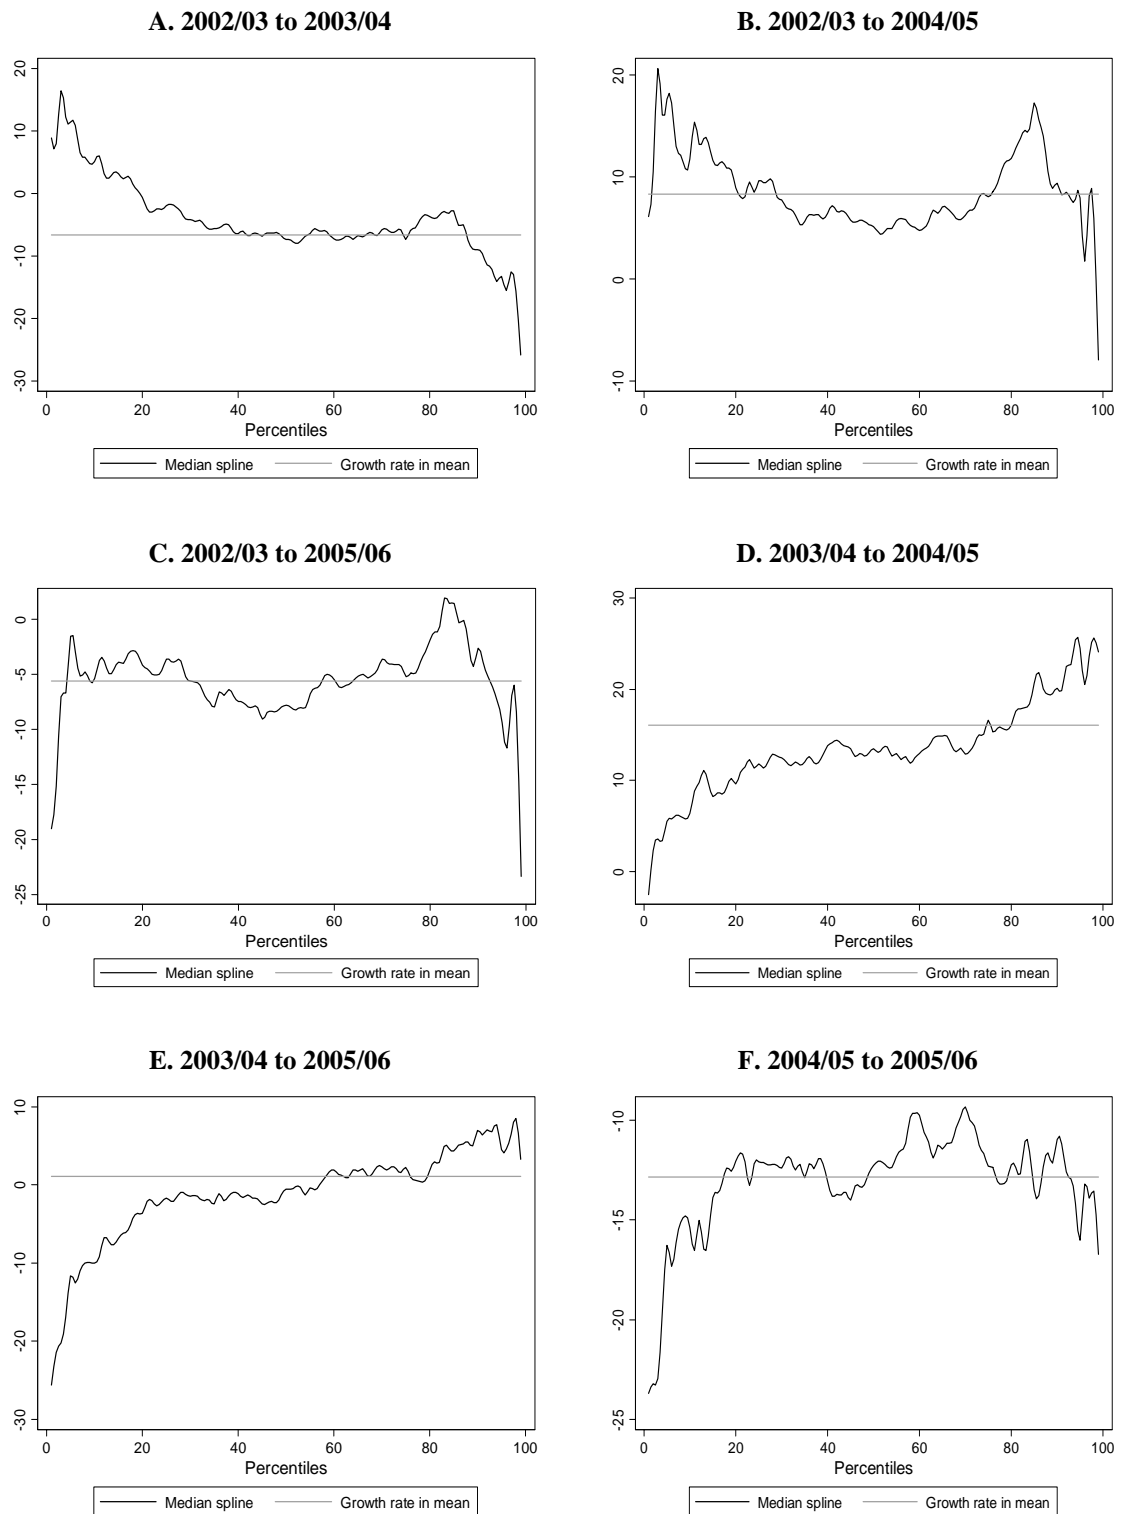 A. 2002/03 to 2003/04
20
10
0
-10
-20
-30
0 20 40 60 80 100
Percentiles
Median spline Growth rate in mean
B. 2002/03 to 2004/05
20
10
0
-10
0 20 40 60 80 100
Percentiles
Median spline Growth rate in mean
C. 2002/03 to 2005/06
0
-5
-10
-15
-20
-25
0 20 40 60 80 100
Percentiles
Median spline Growth rate in mean
D. 2003/04 to 2004/05
30
20
10
0
0 20 40 60 80 100
Percentiles
Median spline Growth rate in mean
E. 2003/04 to 2005/06
10
0
-10
-20
-30
0 20 40 60 80 100
Percentiles
Median spline Growth rate in mean
F. 2004/05 to 2005/06
-10
-15
-20
-25
0 20 40 60 80 100
Percentiles
Median spline Growth rate in mean